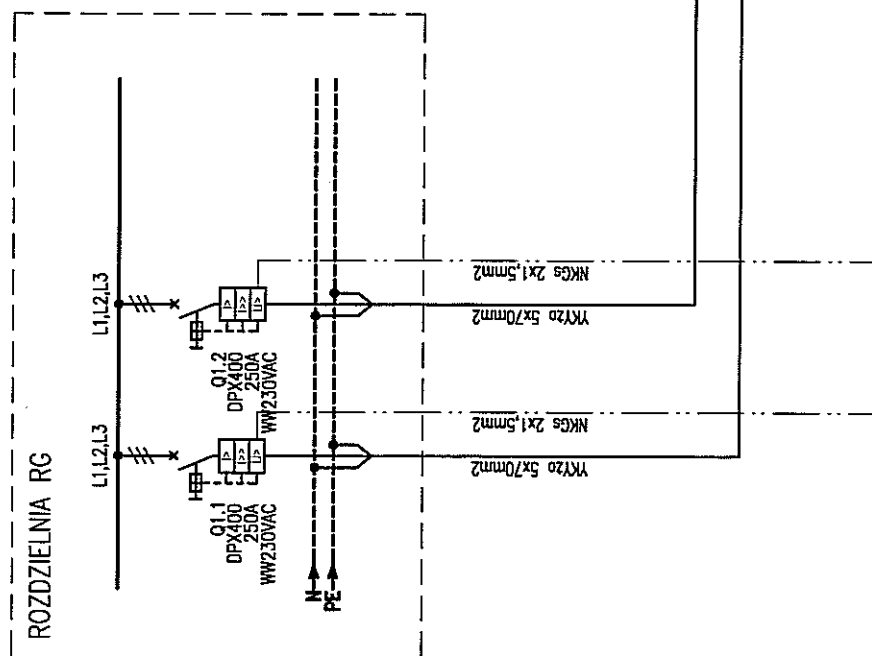 ROZDZIELNIA RG
L1,L2,L3
Q1.1
DPX400
250A
WW230VAC
I>
I>>
U>
L1,L2,L3
Q1.2
DPX400
250A
WW230VAC
I>
I>>
U>
N
PE
YKYżo 5x70mm2
NKGs 2x1,5mm2
YKYżo 5x70mm2
NKGs 2x1,5mm2